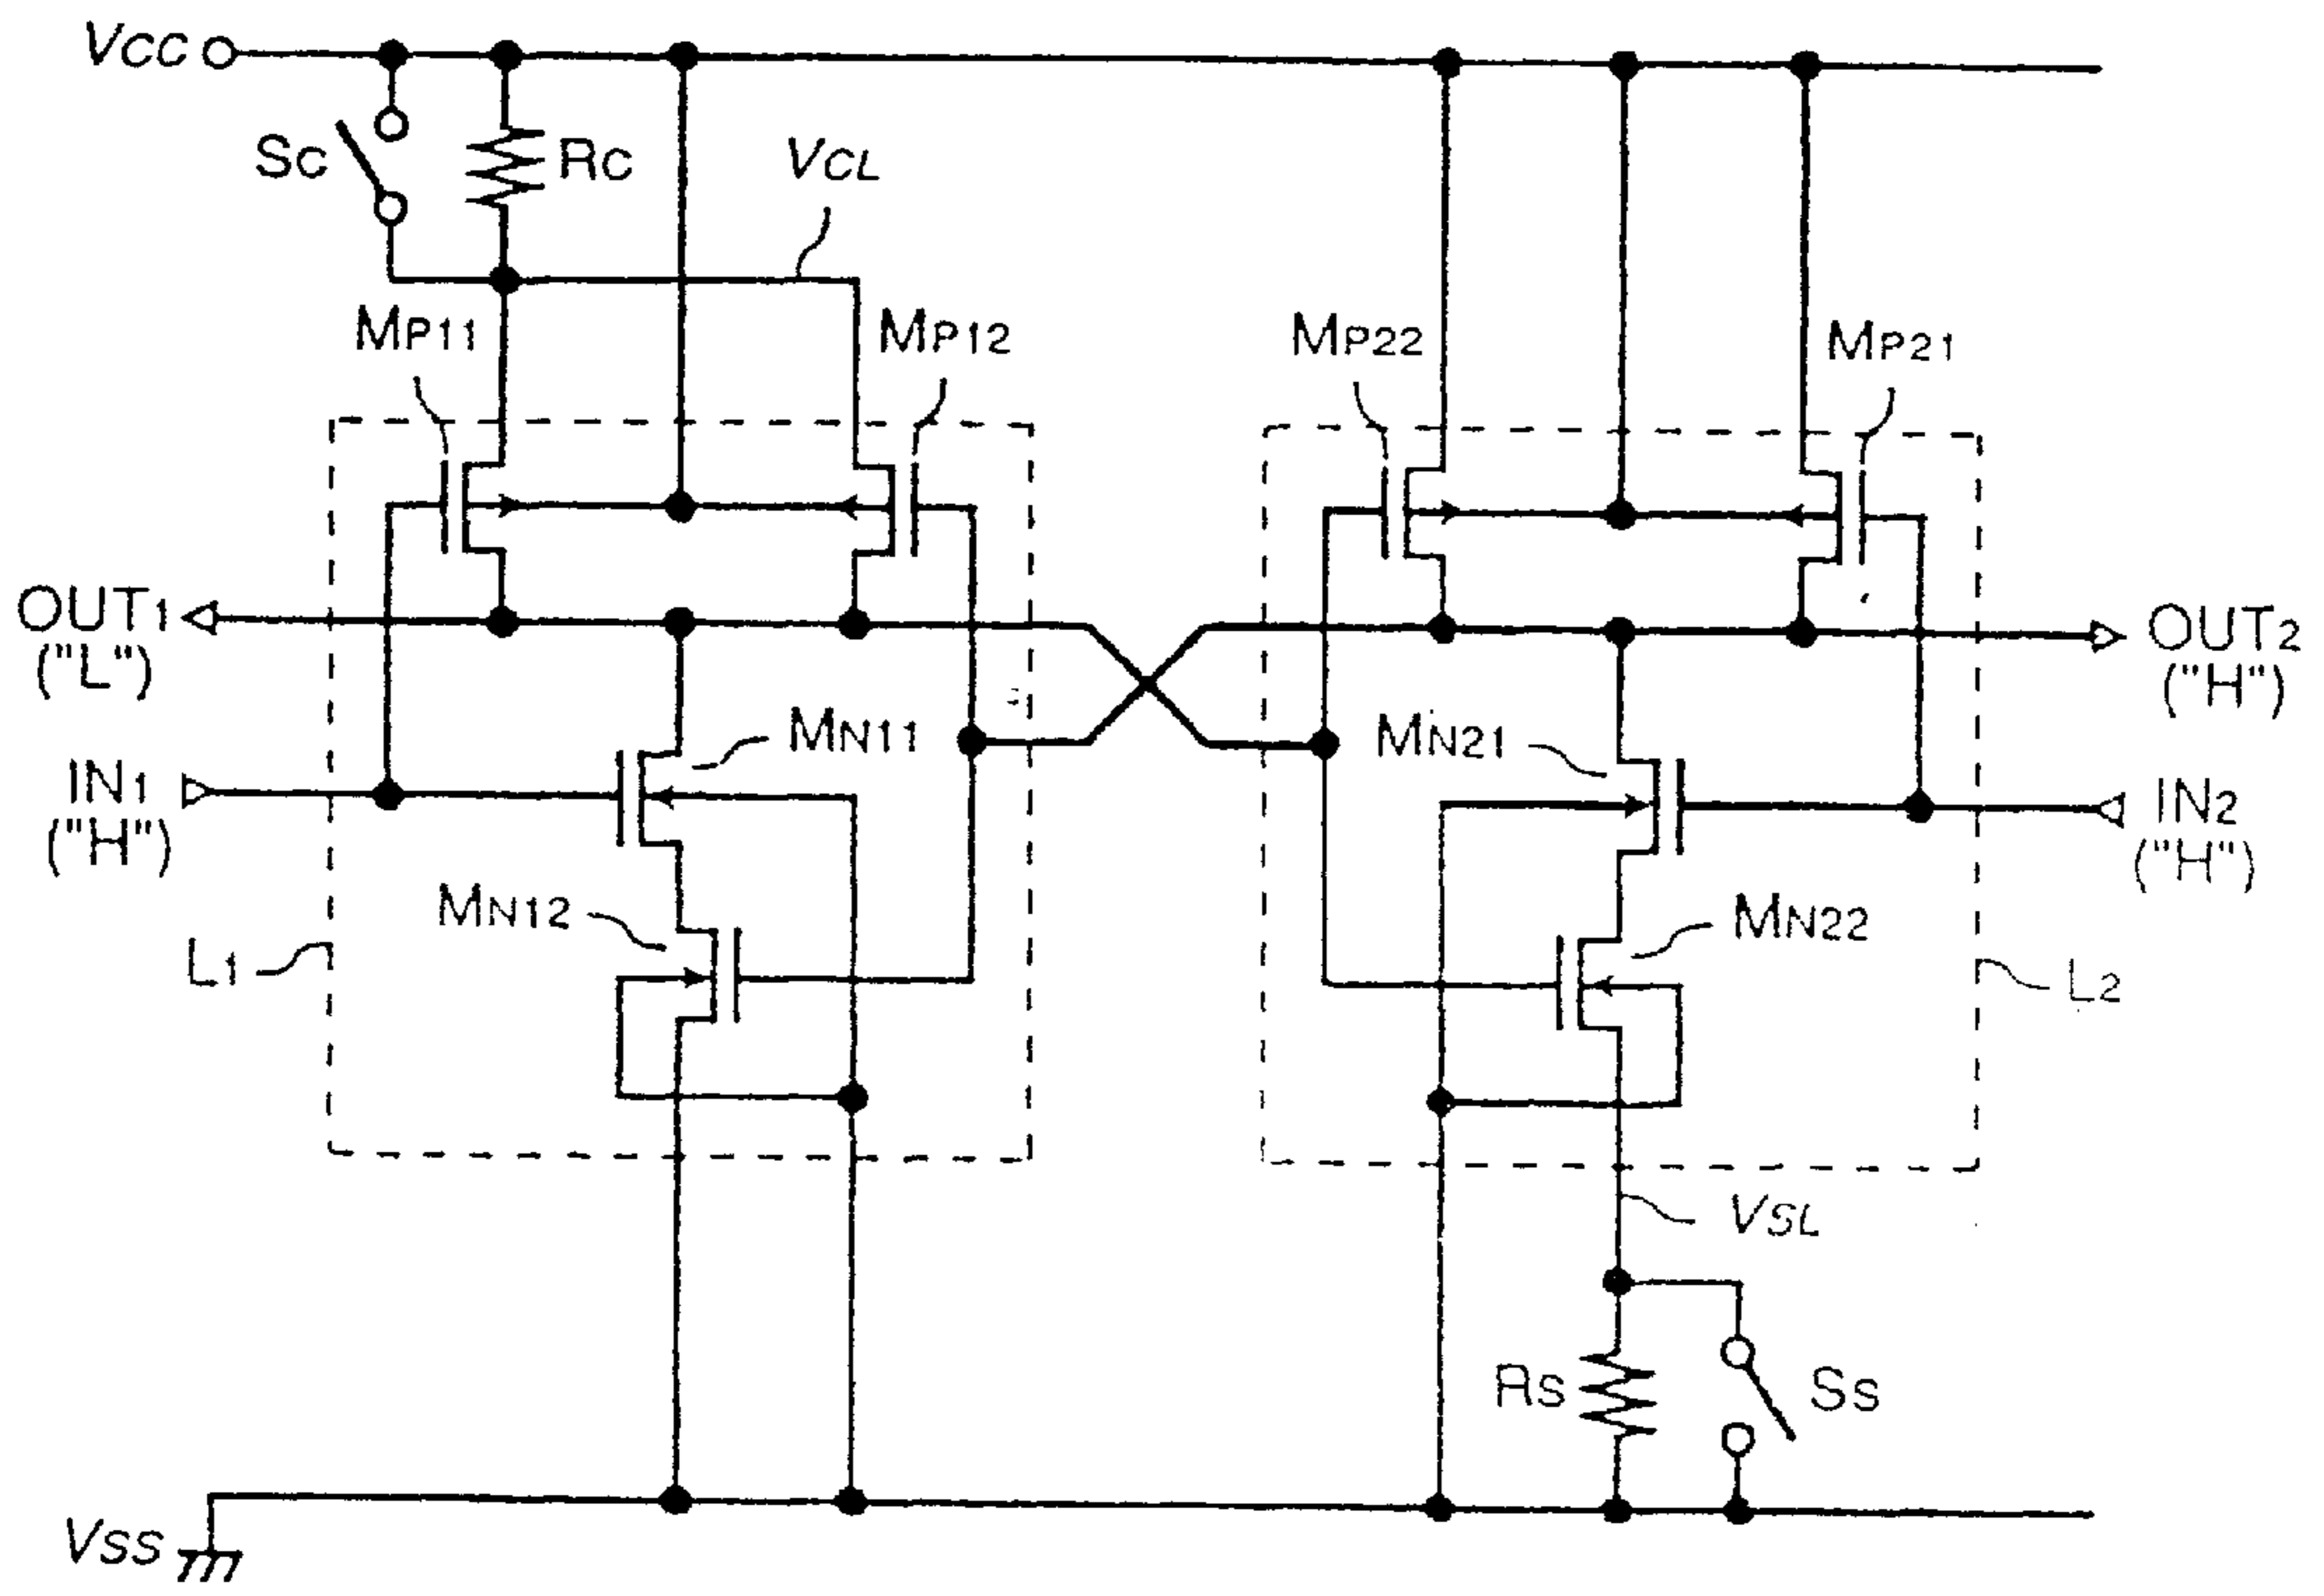 VCC
SC
RC
VCL
MP11
MP12
MP22
MP21
OUT1
("L")
OUT2
("H")
MN11
MN21
IN1
("H")
IN2
("H")
MN12
MN22
L1
L2
VSL
RS
SS
VSS